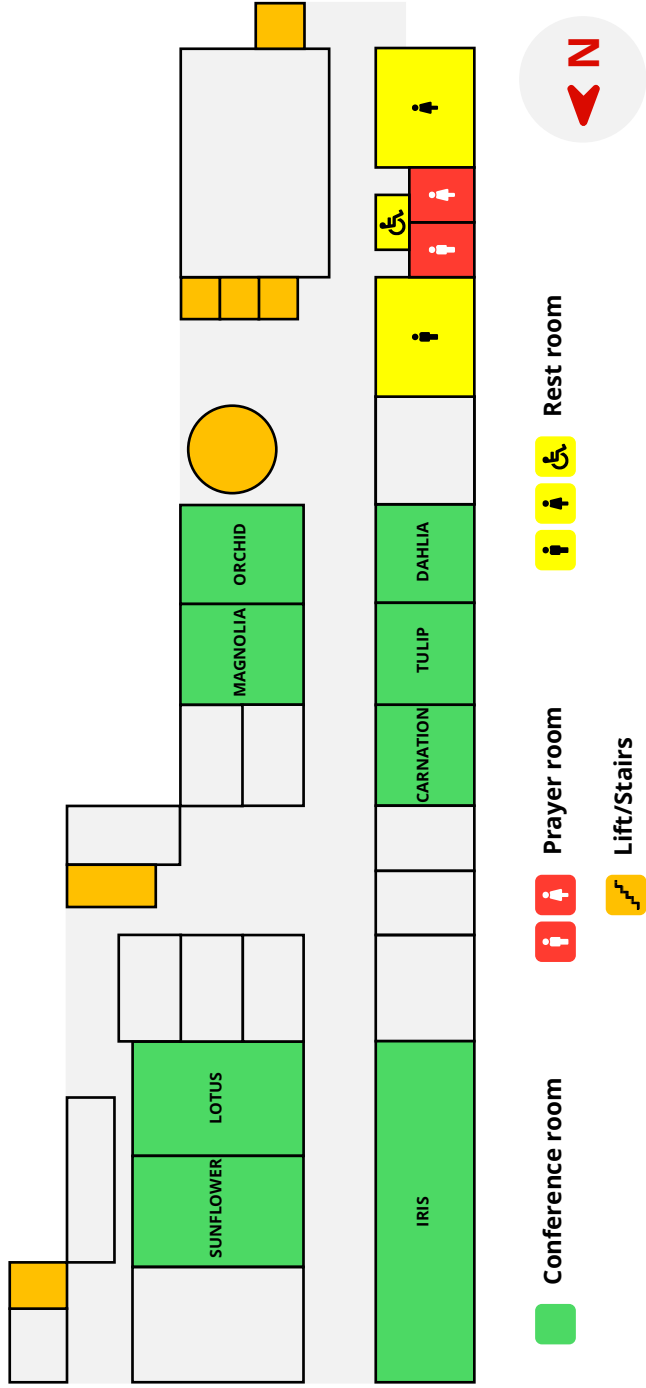 N
SUNFLOWER
LOTUS
MAGNOLIA
ORCHID
IRIS
CARNATION
TULIP
DAHLIA
Conference room
Prayer room
Rest room
Lift/Stairs